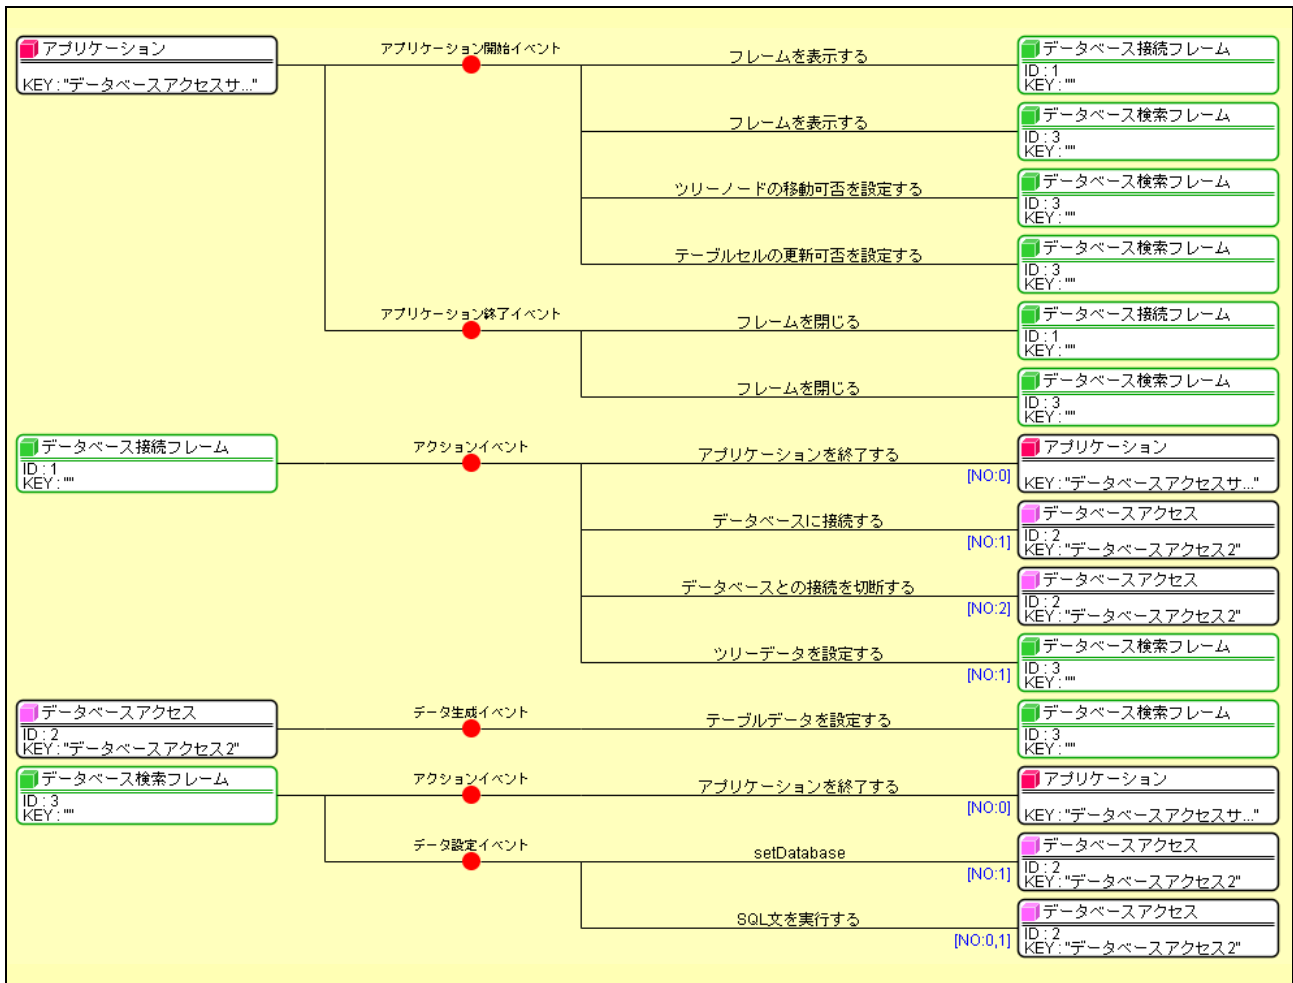 アプリケーション
KEY : "データベースアクセスサ..."
アプリケーション開始イベント
フレームを表示する
データベース接続フレーム
ID : 1
KEY : ""
フレームを表示する
データベース検索フレーム
ID : 3
KEY : ""
ツリーノードの移動可否を設定する
データベース検索フレーム
ID : 3
KEY : ""
テーブルセルの更新可否を設定する
データベース検索フレーム
ID : 3
KEY : ""
アプリケーション終了イベント
フレームを閉じる
データベース接続フレーム
ID : 1
KEY : ""
フレームを閉じる
データベース検索フレーム
ID : 3
KEY : ""
データベース接続フレーム
ID : 1
KEY : ""
アクションイベント
アプリケーションを終了する
[NO:0]
アプリケーション
KEY : "データベースアクセスサ..."
データベースに接続する
[NO:1]
データベースアクセス
ID : 2
KEY : "データベースアクセス2"
データベースとの接続を切断する
[NO:2]
データベースアクセス
ID : 2
KEY : "データベースアクセス2"
ツリーデータを設定する
[NO:1]
データベース検索フレーム
ID : 3
KEY : ""
データベースアクセス
ID : 2
KEY : "データベースアクセス2"
データ生成イベント
テーブルデータを設定する
データベース検索フレーム
ID : 3
KEY : ""
データベース検索フレーム
ID : 3
KEY : ""
アクションイベント
アプリケーションを終了する
[NO:0]
アプリケーション
KEY : "データベースアクセスサ..."
データ設定イベント
setDatabase
[NO:1]
データベースアクセス
ID : 2
KEY : "データベースアクセス2"
SQL文を実行する
[NO:0,1]
データベースアクセス
ID : 2
KEY : "データベースアクセス2"